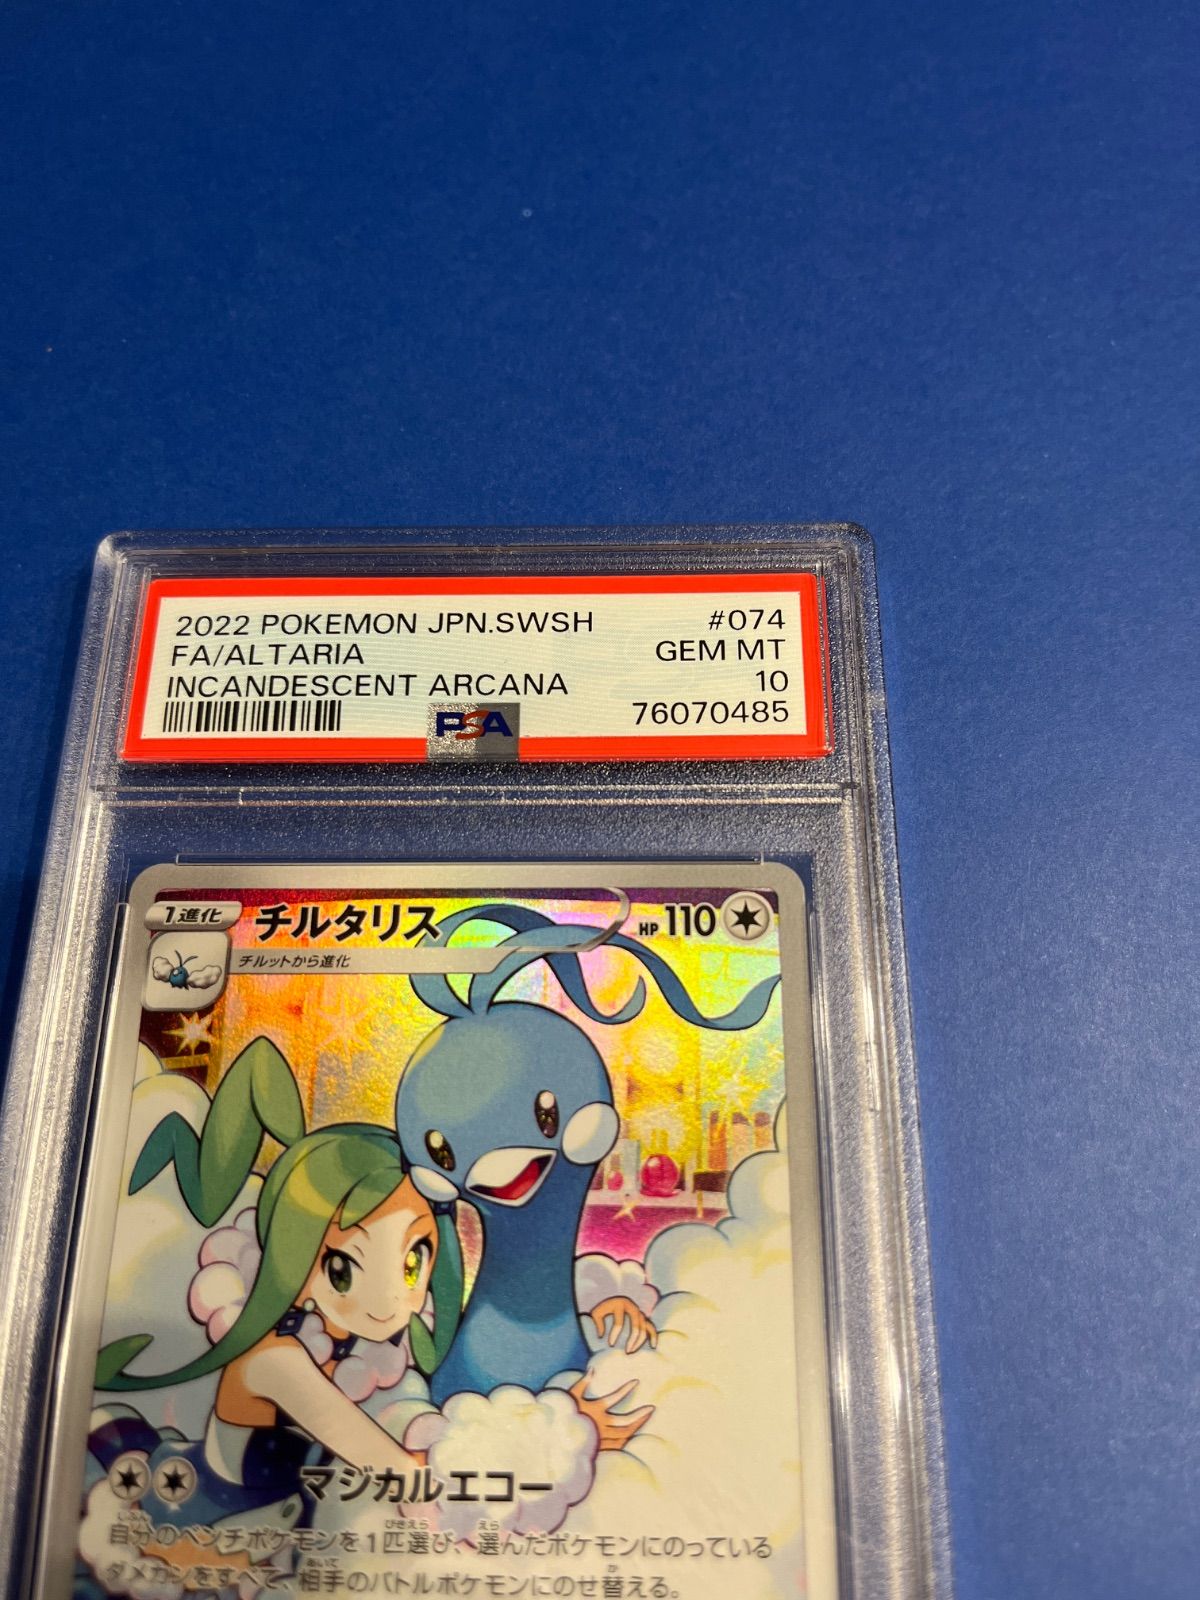 2022 POKEMON JPN.SWSH #074
FA/ALTARIA GEM MT
INCANDESCENT ARCANA 10
PSA 76070485
1進化 チルタリス HP 110
チルットから進化
マジカルエコー
自分のベンチポケモンを1匹選び、選んだポケモンにのっている
ダメカンをすべて、相手のバトルポケモンにのせ替える。